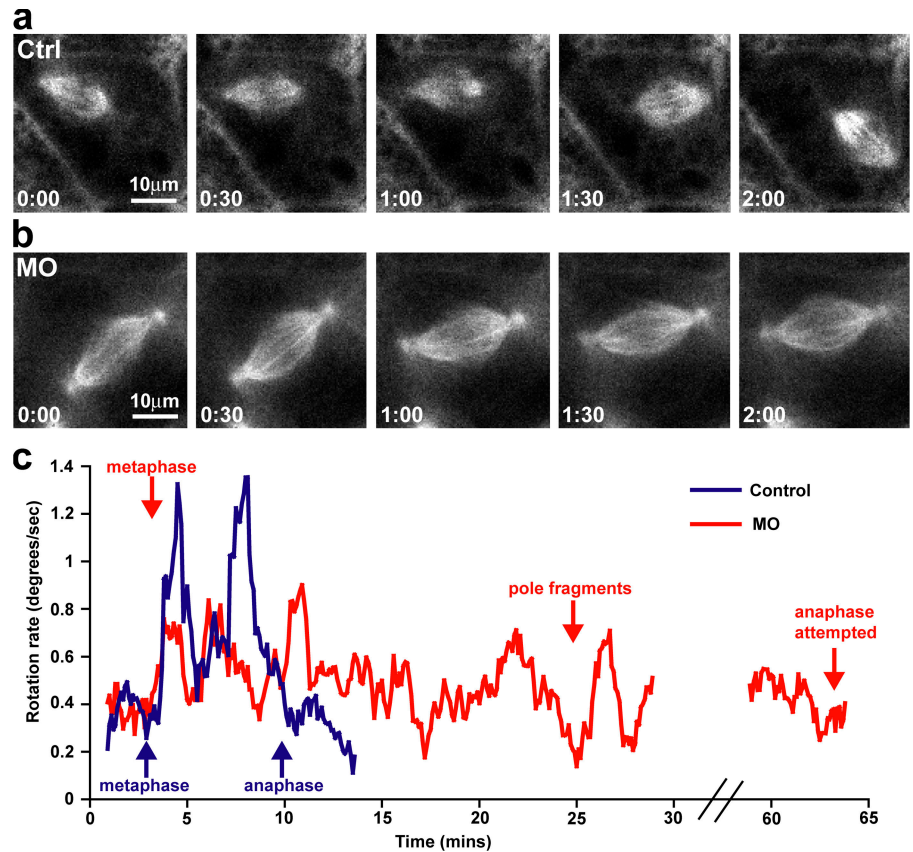 a
Ctrl
0:00
10μm
0:30
1:00
1:30
2:00
b
MO
0:00
10μm
0:30
1:00
1:30
2:00
c
Rotation rate (degrees/sec)
1.4
1.2
1
0.8
0.6
0.4
0.2
0
metaphase
Control
MO
pole fragments
anaphase
attempted
metaphase
anaphase
0
5
10
15
20
25
30
60
65
Time (mins)